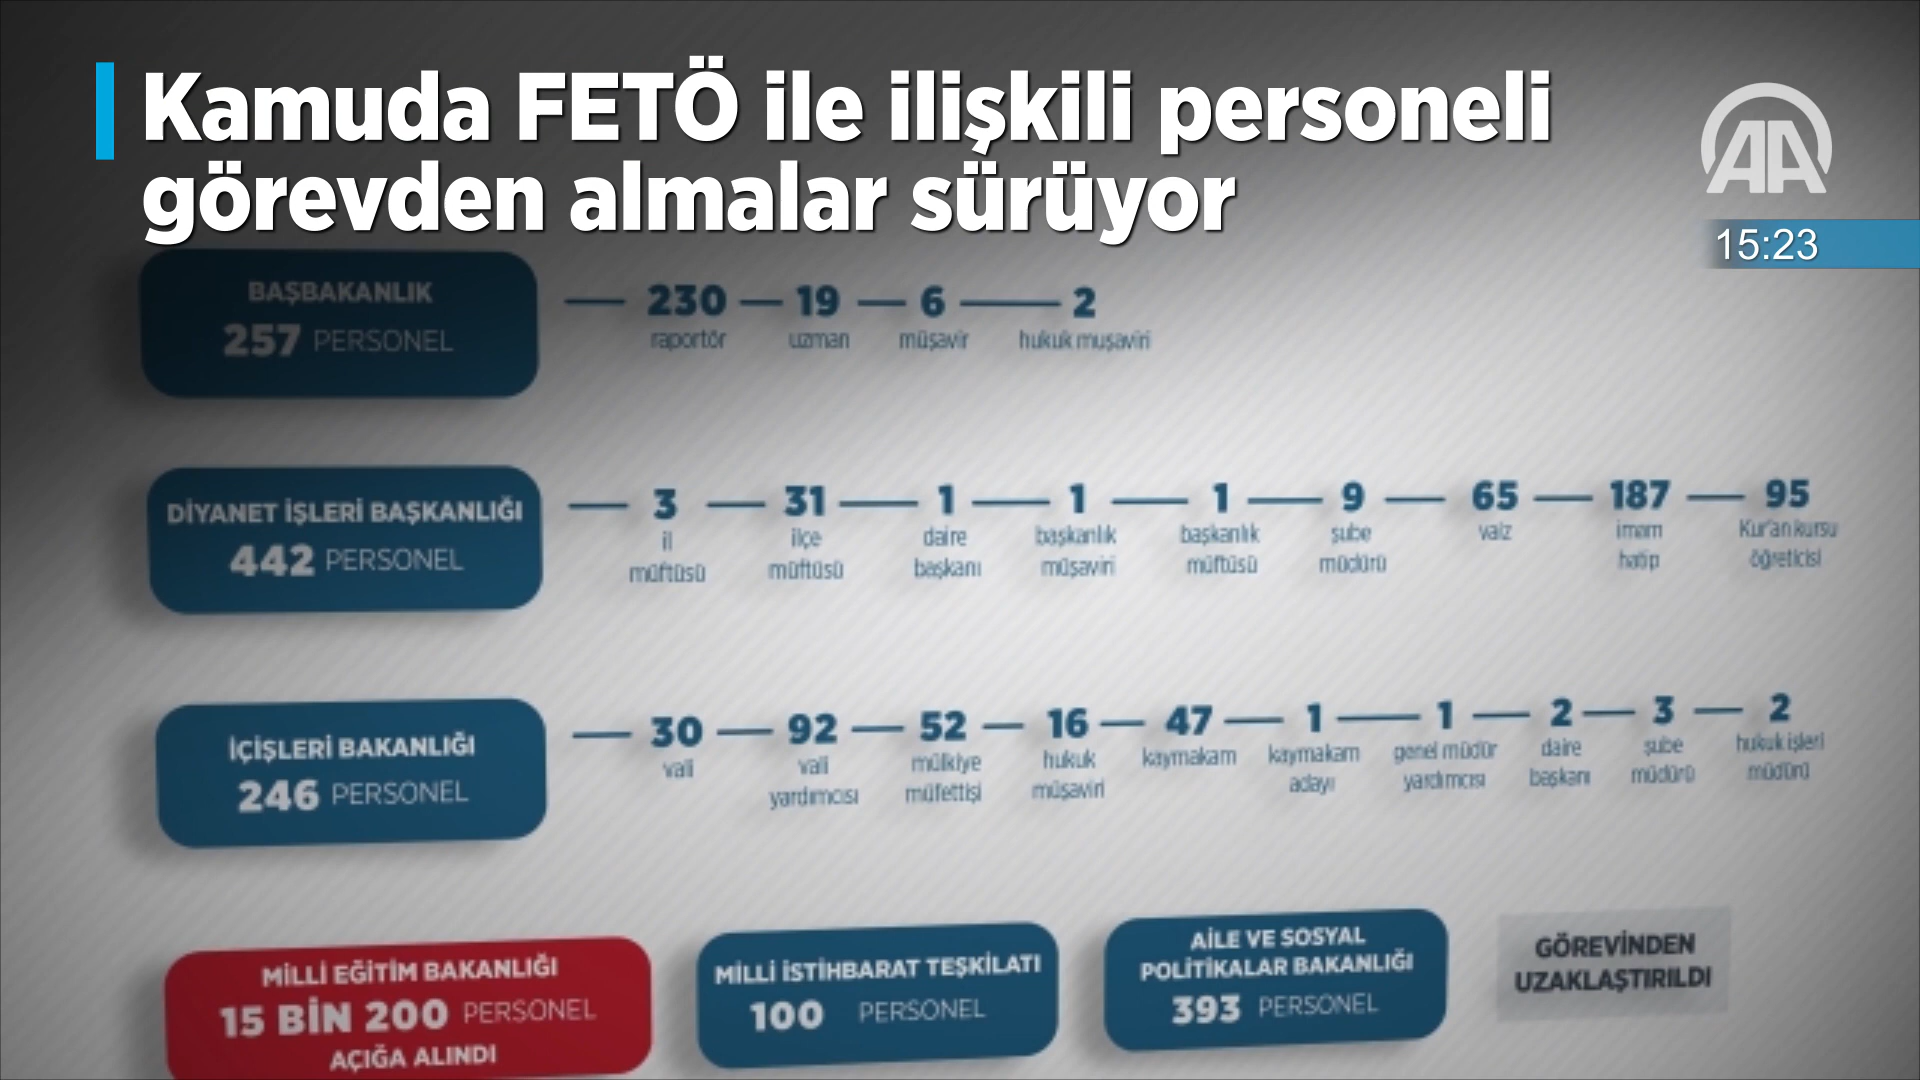 Kamuda FETÖ ile ilişkili personeli
görevden almalar sürüyor
AA
15:23
BAŞBAKANLIK
257 PERSONEL
230 19 6 2
raportör uzman müşavir hukuk muşaviri
DİYANET İŞLERİ BAŞKANLIĞI
442 PERSONEL
3 31 1 1 1 9 65 187 95
il ilçe daire başkanlık başkanlık şube vaiz imam Kur'an kursu
müftüsü müftüsü başkanı müşaviri müftüsü müdürü hatip öğreticisi
İÇİŞLERİ BAKANLIĞI
246 PERSONEL
30 92 52 16 47 1 1 2 3 2
vali vali mülkiye hukuk kaymakam kaymakam genel müdür daire şube hukuk işleri
yardımcısı müfettişi müşaviri adayı yardımcısı başkanı müdürü müdürü
MİLLİ EĞİTİM BAKANLIĞI
15 BİN 200 PERSONEL
AÇIĞA ALINDI
MİLLİ İSTİHBARAT TEŞKİLATI
100 PERSONEL
AİLE VE SOSYAL
POLİTİKALAR BAKANLIĞI
393 PERSONEL
GÖREVİNDEN
UZAKLAŞTIRILDI